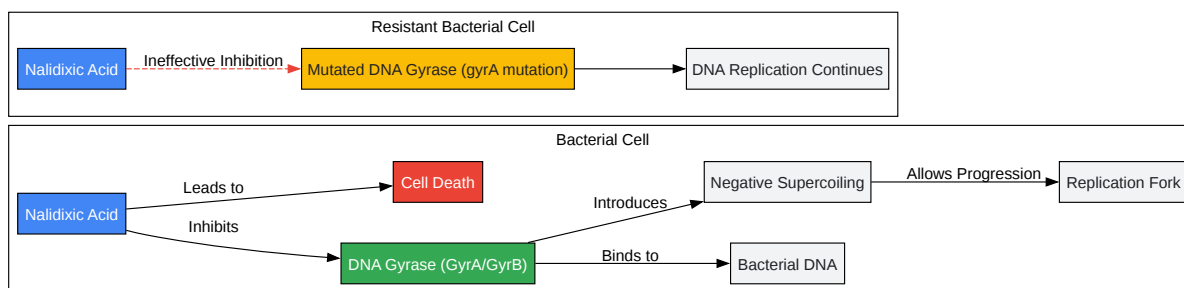 Resistant Bacterial Cell
Nalidixic Acid
Ineffective Inhibition
Mutated DNA Gyrase (gyrA mutation)
DNA Replication Continues
Bacterial Cell
Nalidixic Acid
Leads to
Cell Death
Inhibits
DNA Gyrase (GyrA/GyrB)
Introduces
Negative Supercoiling
Allows Progression
Replication Fork
Binds to
Bacterial DNA